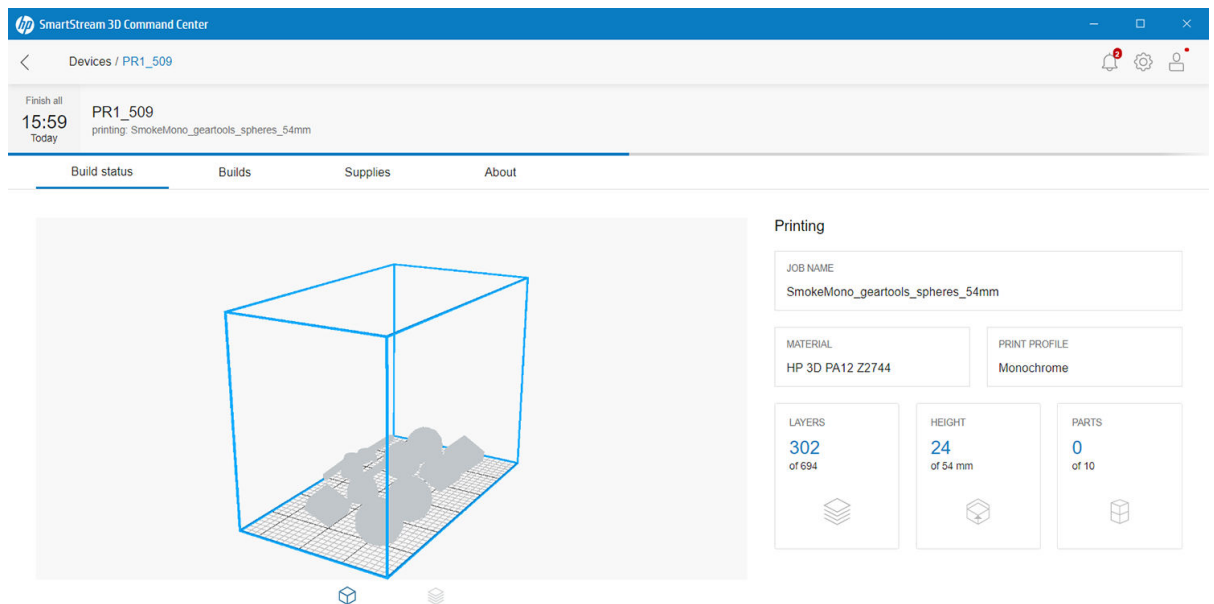 hp SmartStream 3D Command Center
Devices / PR1_509
2
Finish all
15:59
Today
PR1_509
printing: SmokeMono_geartools_spheres_54mm
Build status Builds Supplies About
Printing
JOB NAME
SmokeMono_geartools_spheres_54mm
MATERIAL
HP 3D PA12 Z2744
PRINT PROFILE
Monochrome
LAYERS
302
of 694
HEIGHT
24
of 54 mm
PARTS
0
of 10